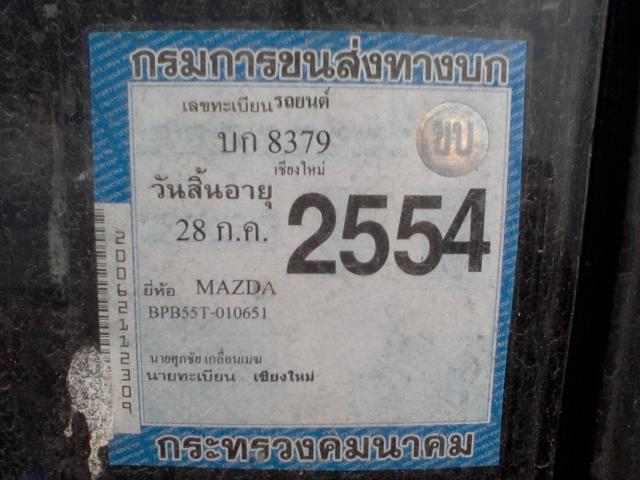 กรมการขนส่งทางบก
เลขทะเบียนรถยนต์
ขบ
บก 8379
เชียงใหม่
วันสิ้นอายุ
28 ก.ค. 2554
ยี่ห้อ MAZDA
BPB55T-010651
นายศุภชัย เกลื่อนเมฆ
นายทะเบียน เชียงใหม่
กระทรวงคมนาคม
200621112309